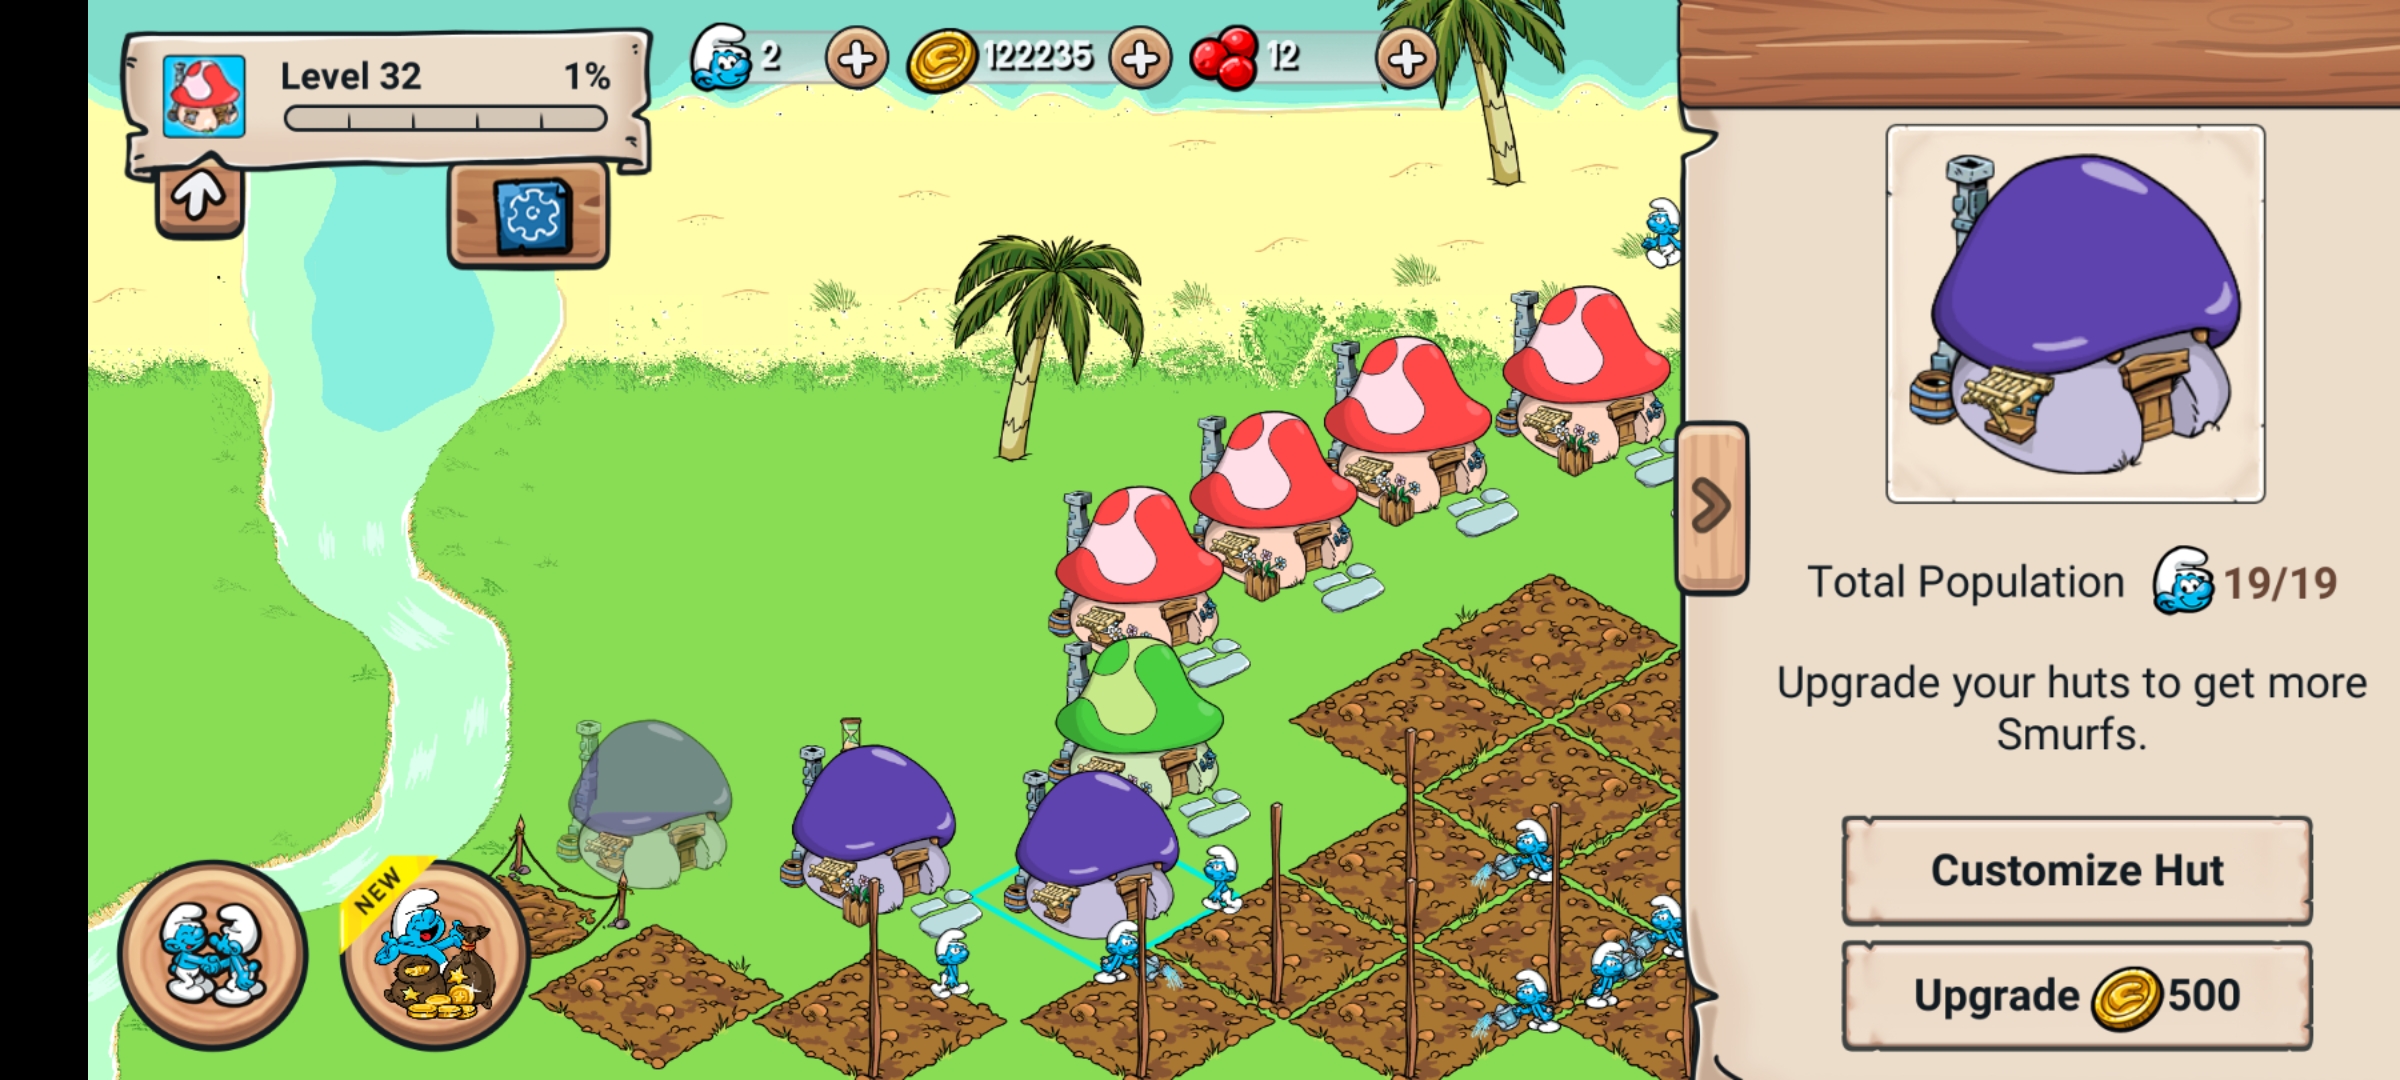 Level 32 1%
2
122235
12
Total Population 19/19
Upgrade your huts to get more
Smurfs.
Customize Hut
Upgrade 500
NEW